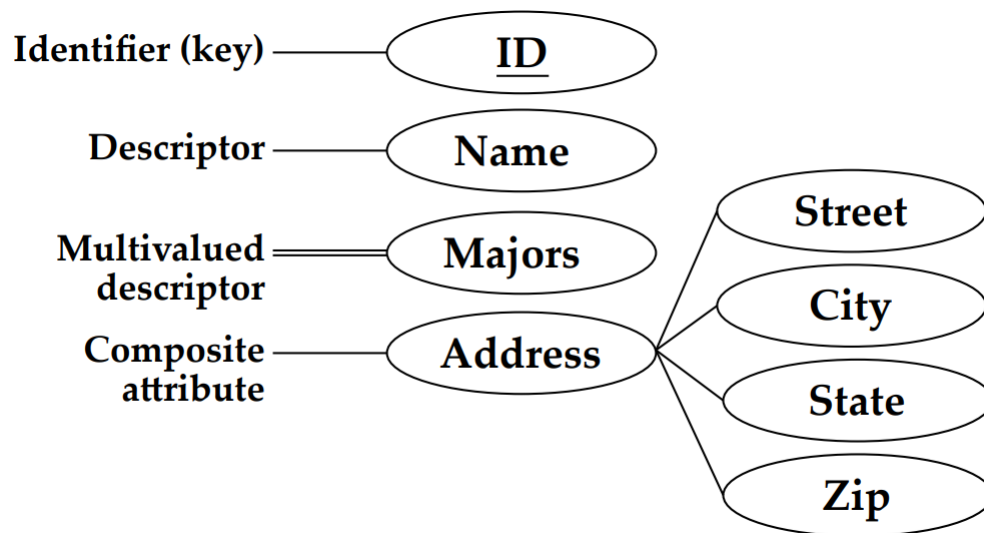 Identifier (key)
ID
Descriptor
Name
Multivalued
descriptor
Majors
Composite
attribute
Address
Street
City
State
Zip